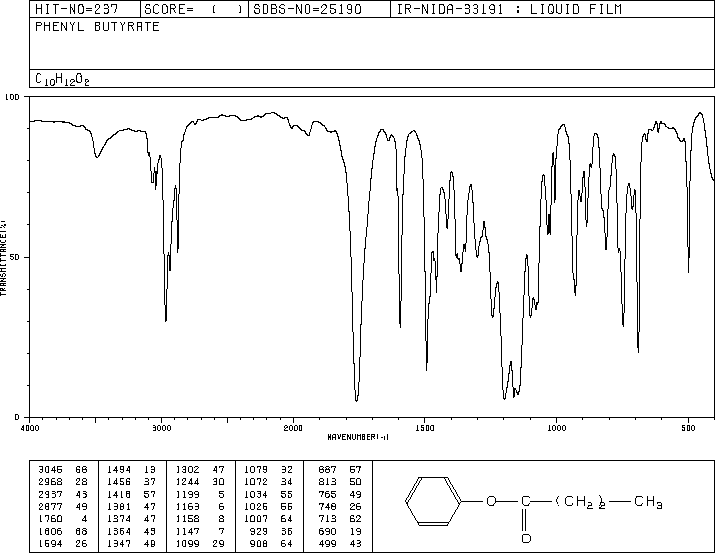 HIT-NO=237 SCORE= ( ) SDBS-NO=25190 IR-NIDA-33191 : LIQUID FILM
PHENYL BUTYRATE
C10H12O2
100
50
0
TRANSMITTANCE(%)
4000 3000 2000 1500 1000 500
WAVENUMBER(-1)
3045 66 1494 13 1302 47 1079 32 887 57
2968 28 1456 37 1244 30 1072 34 813 50
2937 43 1418 57 1199 5 1034 55 765 49
2877 49 1381 47 1163 6 1026 55 748 26
1760 4 1374 47 1158 8 1007 64 713 62
1606 68 1364 43 1147 7 929 36 690 19
1594 26 1347 49 1099 29 908 64 499 43
O C (CH2)2 CH3
O